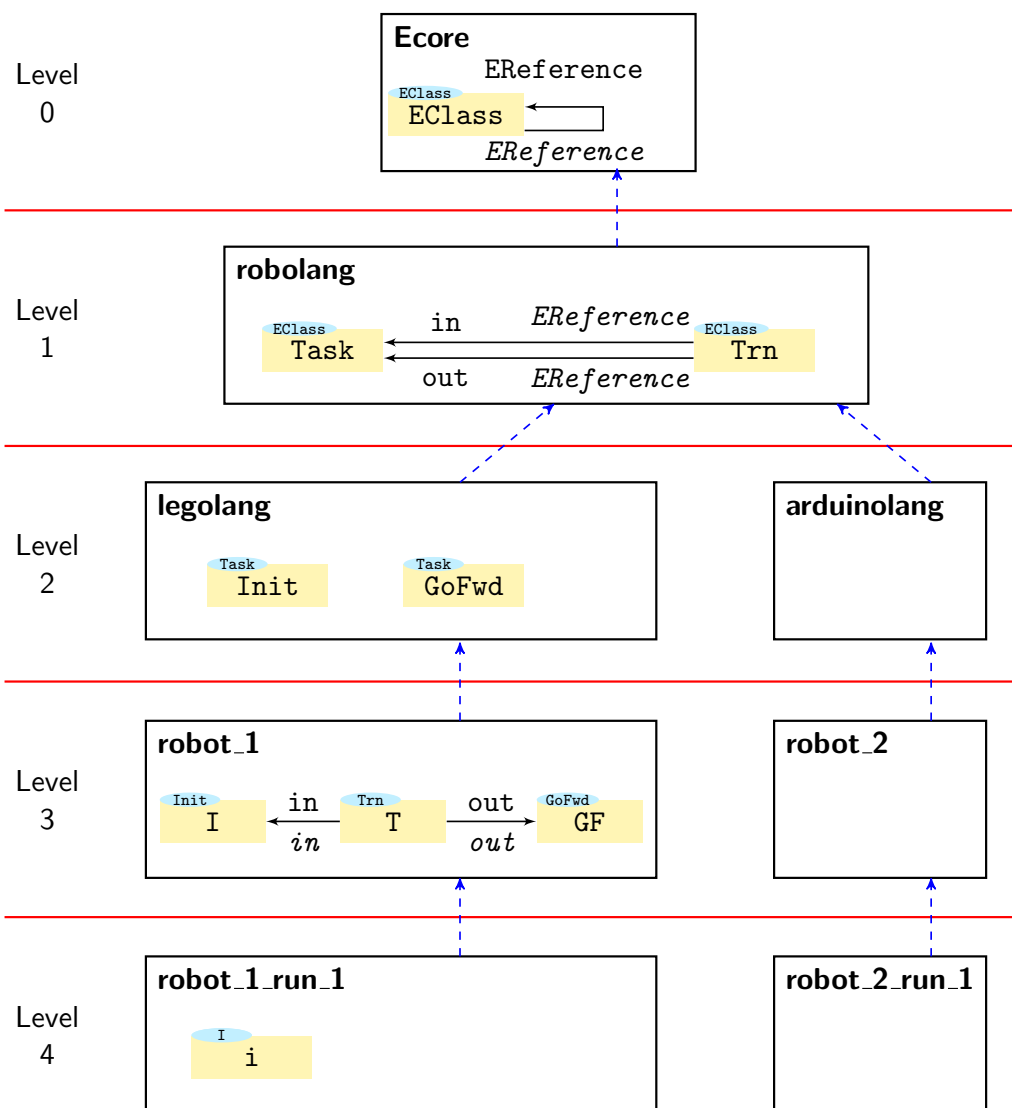 Ecore
Level
0
EReference
EClass
EClass
EReference
robolang
Level
1
in
EReference
EClass
EClass
Task
Trn
out
EReference
legolang
arduinolang
Level
2
Task
Task
Init
GoFwd
robot_1
robot_2
Level
3
Init
in
Trn
out
GoFwd
I
T
GF
in
out
robot_1_run_1
robot_2_run_1
Level
4
I
i